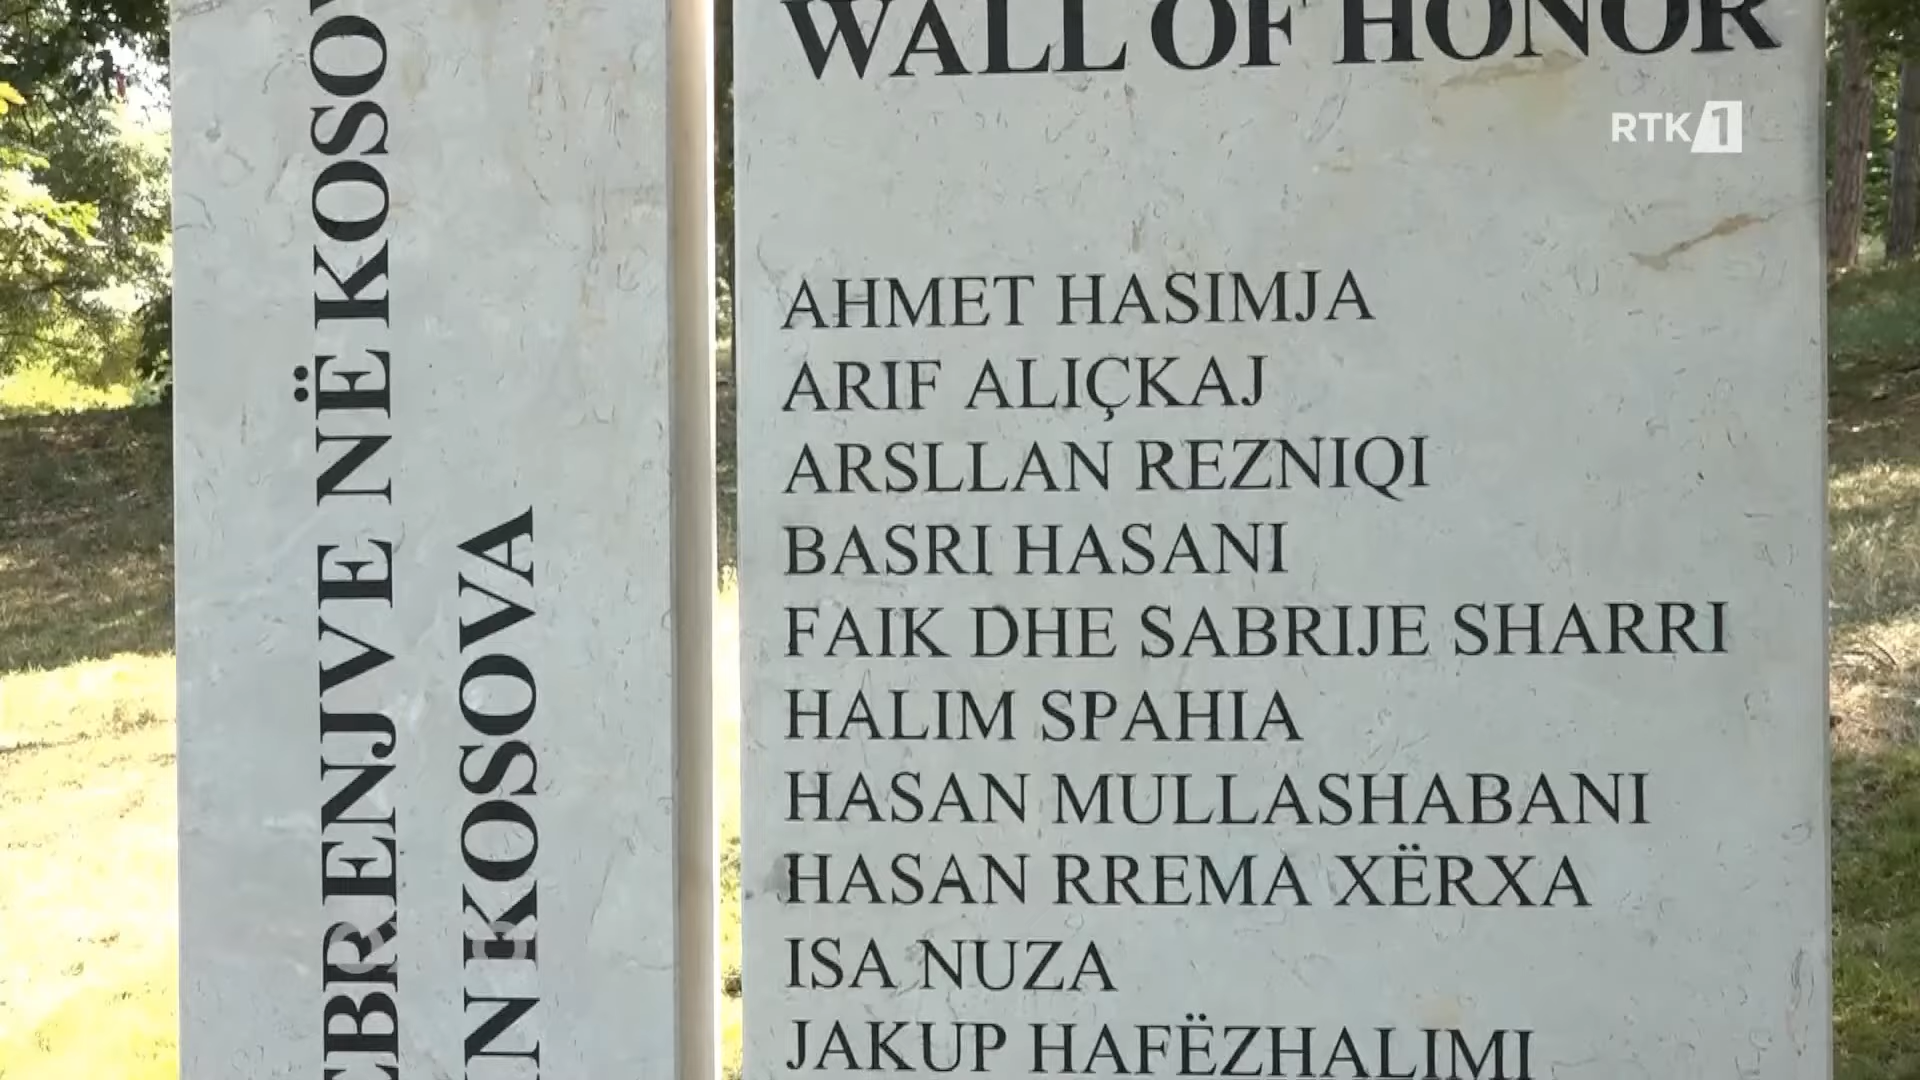 EBRENJVE NË KOSOV
IN KOSOVA
WALL OF HONOR
RTK/1
AHMET HASIMJA
ARIF ALIÇKAJ
ARSLLAN REZNIQI
BASRI HASANI
FAIK DHE SABRIJE SHARRI
HALIM SPAHIA
HASAN MULLASHABANI
HASAN RREMA XËRXA
ISA NUZA
JAKUP HAFËZHALIMI